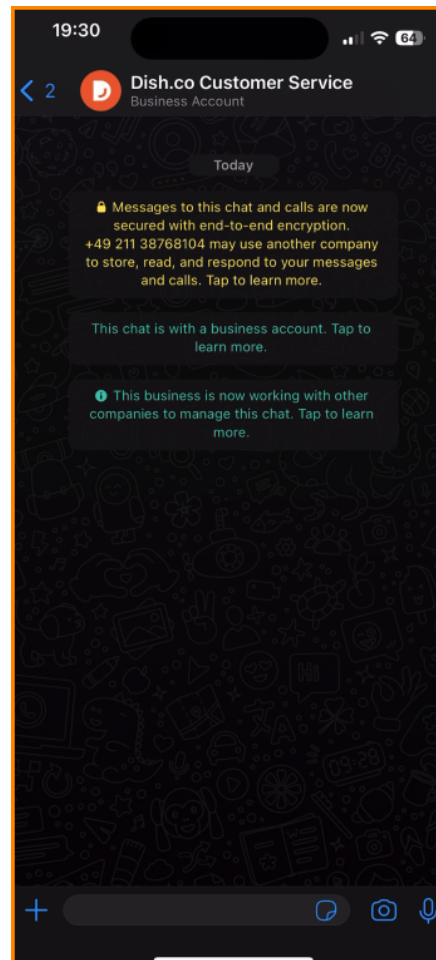 19:30
64
2
Dish.co Customer Service
Business Account
Today
Messages to this chat and calls are now
secured with end-to-end encryption.
+49 211 38768104 may use another company
to store, read, and respond to your messages
and calls. Tap to learn more.
This chat is with a business account. Tap to
learn more.
This business is now working with other
companies to manage this chat. Tap to learn
more.
Hi
09:28